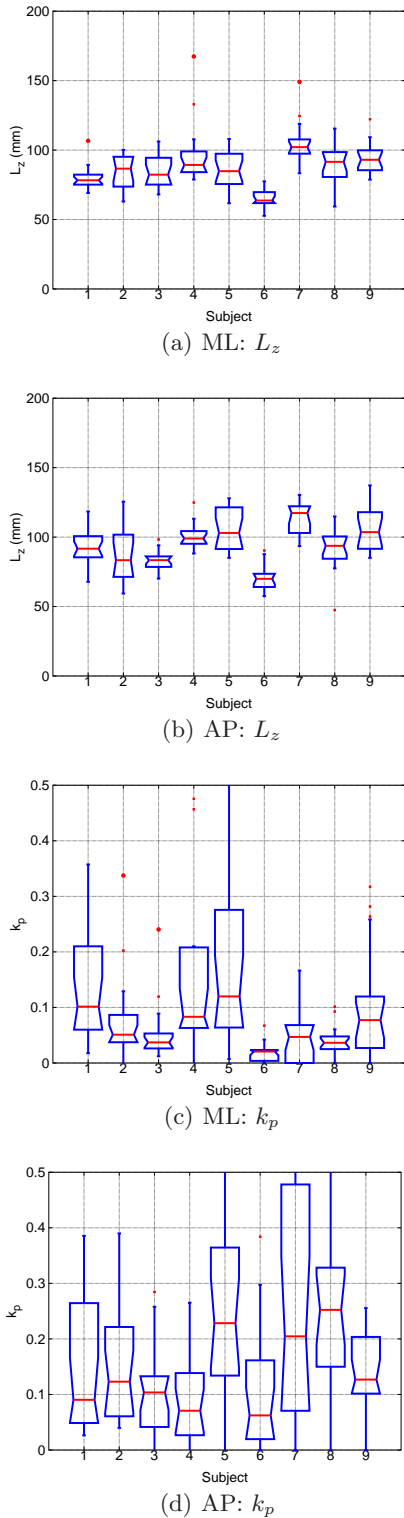 200
150
100
50
0
L_z (mm)
1 2 3 4 5 6 7 8 9
Subject
(a) ML: L_z
200
150
100
50
0
L_z (mm)
1 2 3 4 5 6 7 8 9
Subject
(b) AP: L_z
0.5
0.4
0.3
0.2
0.1
0
k_p
1 2 3 4 5 6 7 8 9
Subject
(c) ML: k_p
0.5
0.4
0.3
0.2
0.1
0
k_p
1 2 3 4 5 6 7 8 9
Subject
(d) AP: k_p